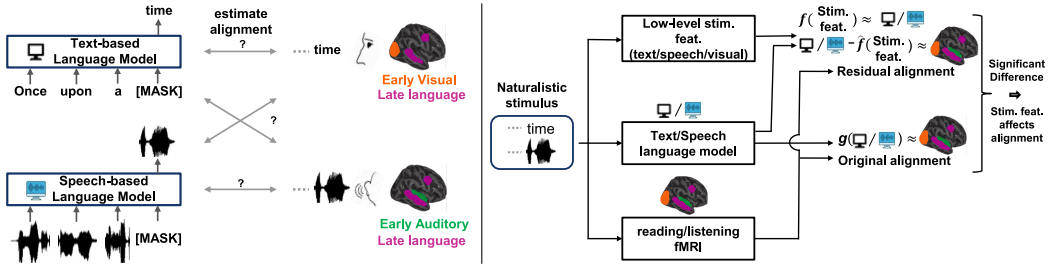 time
Text-based
Language Model
Once upon a [MASK]
estimate
alignment
?
time
Early Visual
Late language
?
?
Speech-based
Language Model
[MASK]
?
Early Auditory
Late language
Naturalistic
stimulus
time
Low-level stim.
feat.
(text/speech/visual)
/
Text/Speech
language model
reading/listening
fMRI
f(Stim. feat.) ≈ /
/ - f̂(Stim. feat.) ≈
Residual alignment
g( / ) ≈
Original alignment
Significant
Difference
⇒
Stim. feat.
affects
alignment